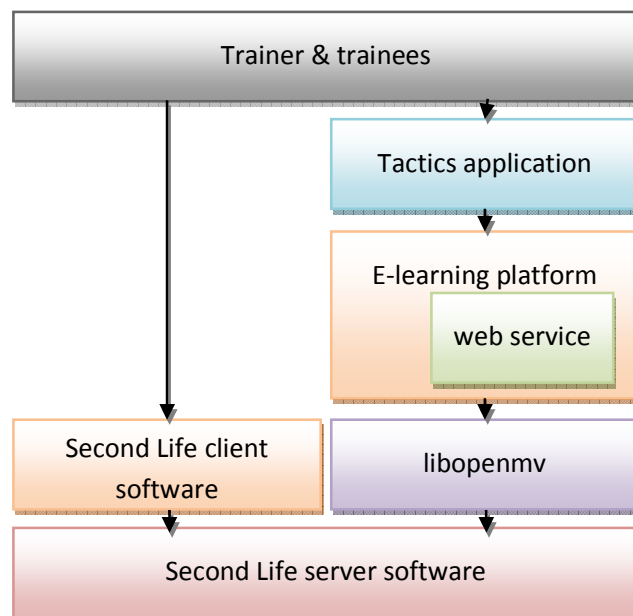 Trainer & trainees
Tactics application
E-learning platform
web service
Second Life client
software
libopenmv
Second Life server software